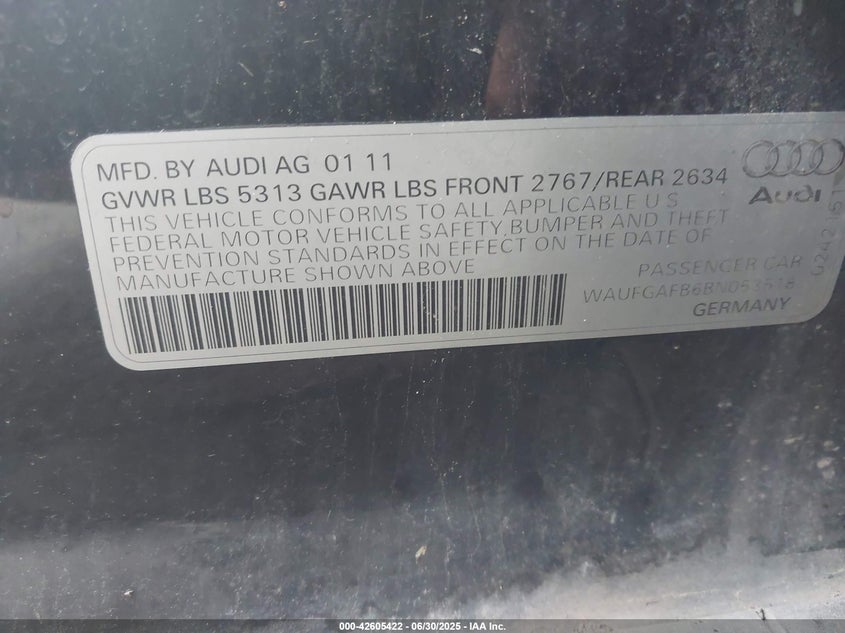 MFD. BY AUDI AG 01 11
GVWR LBS 5313 GAWR LBS FRONT 2767/REAR 2634
THIS VEHICLE CONFORMS TO ALL APPLICABLE U S
FEDERAL MOTOR VEHICLE SAFETY, BUMPER AND THEFT
PREVENTION STANDARDS IN EFFECT ON THE DATE OF
MANUFACTURE SHOWN ABOVE
Audi
PASSENGER CAR
WAUFGAFB6BN053518
GERMANY
000-42605422 - 06/30/2025 - IAA Inc.